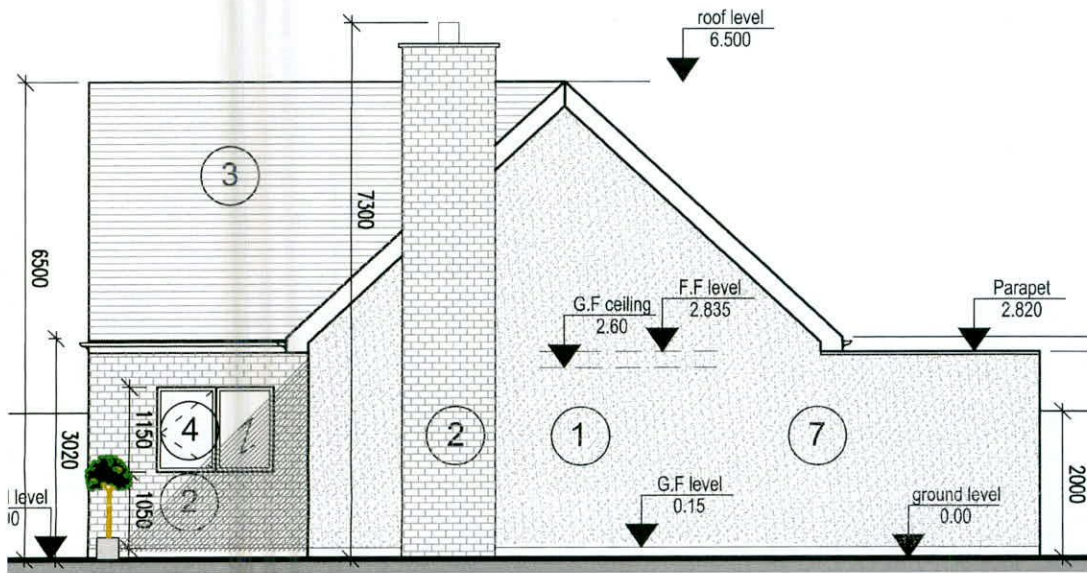 roof level
6.500
3
7300
6500
F.F level
2.835
G.F ceiling
2.60
Parapet
2.820
4
1150
3020
2
1
7
2
1050
2000
G.F level
0.15
level
ground level
0.00